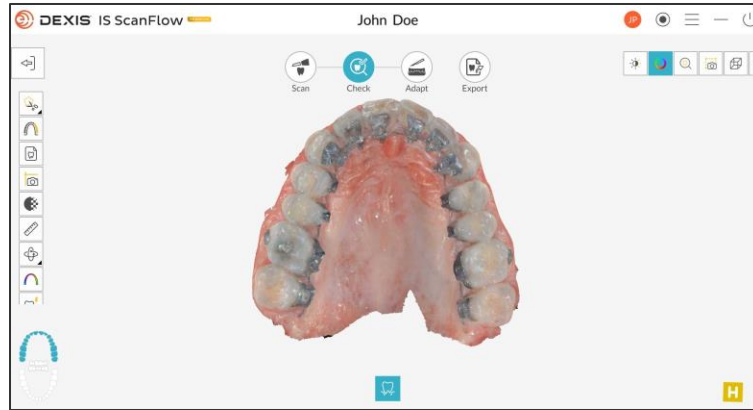 DEXIS IS ScanFlow
John Doe
JP
Scan
Check
Adapt
Export
H